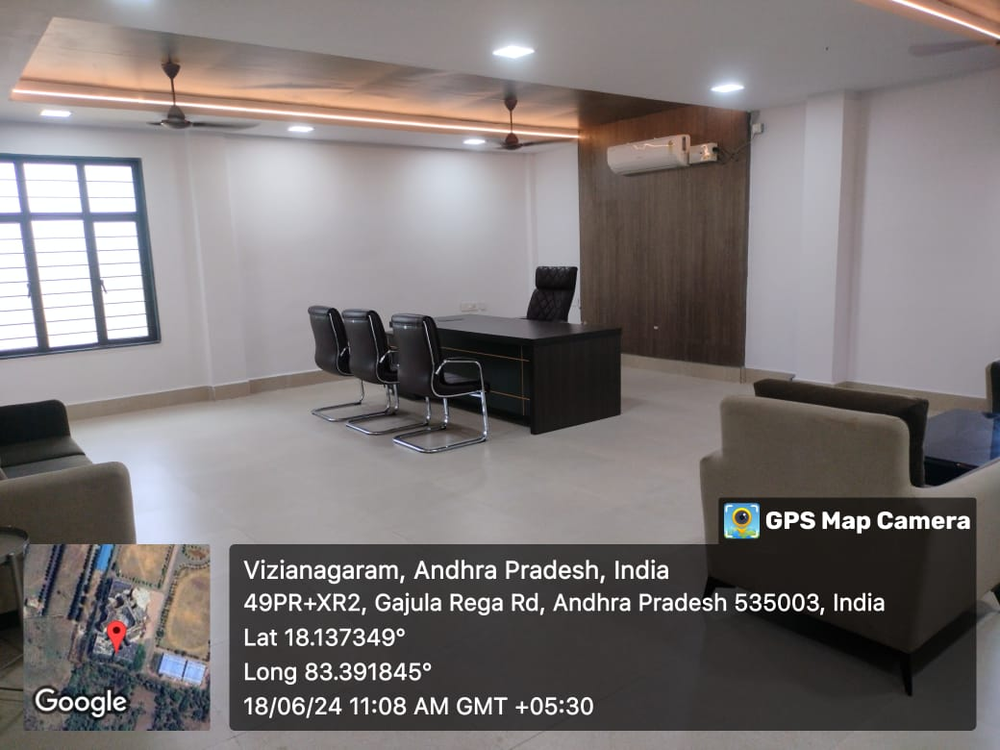 GPS Map Camera
Vizianagaram, Andhra Pradesh, India
49PR+XR2, Gajula Rega Rd, Andhra Pradesh 535003, India
Lat 18.137349°
Long 83.391845°
18/06/24 11:08 AM GMT +05:30
Google